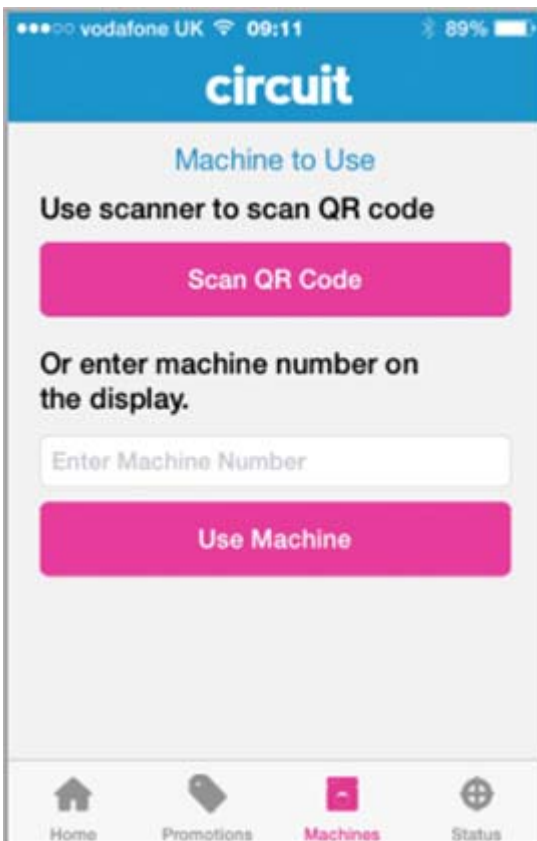 vodafone UK 09:11 89%
circuit
Machine to Use
Use scanner to scan QR code
Scan QR Code
Or enter machine number on
the display.
Enter Machine Number
Use Machine
Home Promotions Machines Status